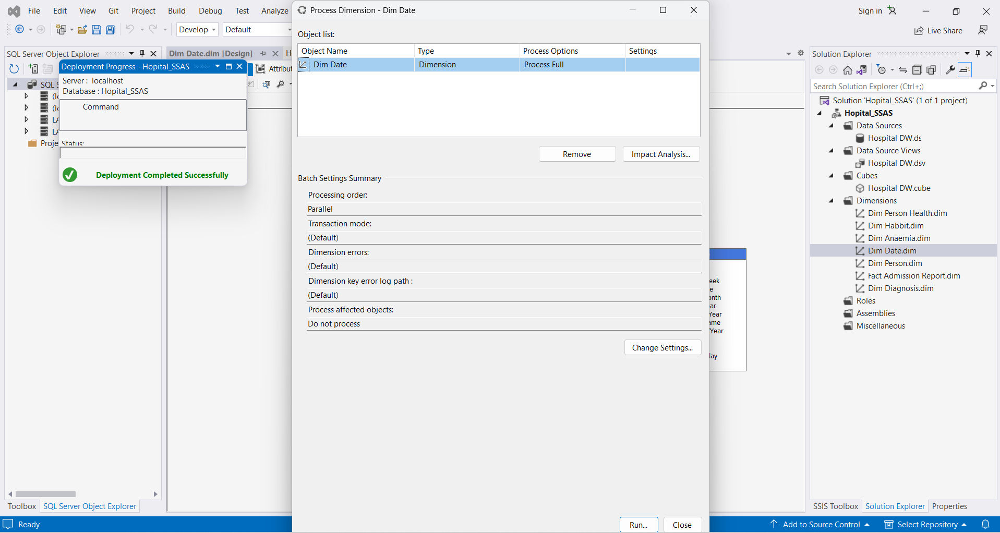 File Edit View Git Project Build Debug Test Analyze
Sign in
Develop Default
Live Share
SQL Server Object Explorer
Dim Date.dim [Design]
Attribut
SQL S
LA
LA
Proje
Deployment Progress - Hopital_SSAS
Server : localhost
Database : Hopital_SSAS
Command
Status:
Deployment Completed Successfully
Toolbox SQL Server Object Explorer
Process Dimension - Dim Date
Object list:
Object Name Type Process Options Settings
Dim Date Dimension Process Full
Remove Impact Analysis...
Batch Settings Summary
Processing order:
Parallel
Transaction mode:
(Default)
Dimension errors:
(Default)
Dimension key error log path :
(Default)
Process affected objects:
Do not process
Change Settings...
Run... Close
eek
e
onth
ar
Year
ame
Year
lay
Solution Explorer
Search Solution Explorer (Ctrl+;)
Solution 'Hopital_SSAS' (1 of 1 project)
Hopital_SSAS
Data Sources
Hospital DW.ds
Data Source Views
Hospital DW.dsv
Cubes
Hospital DW.cube
Dimensions
Dim Person Health.dim
Dim Habbit.dim
Dim Anaemia.dim
Dim Date.dim
Dim Person.dim
Fact Admission Report.dim
Dim Diagnosis.dim
Roles
Assemblies
Miscellaneous
SSIS Toolbox Solution Explorer Properties
Ready
Add to Source Control Select Repository